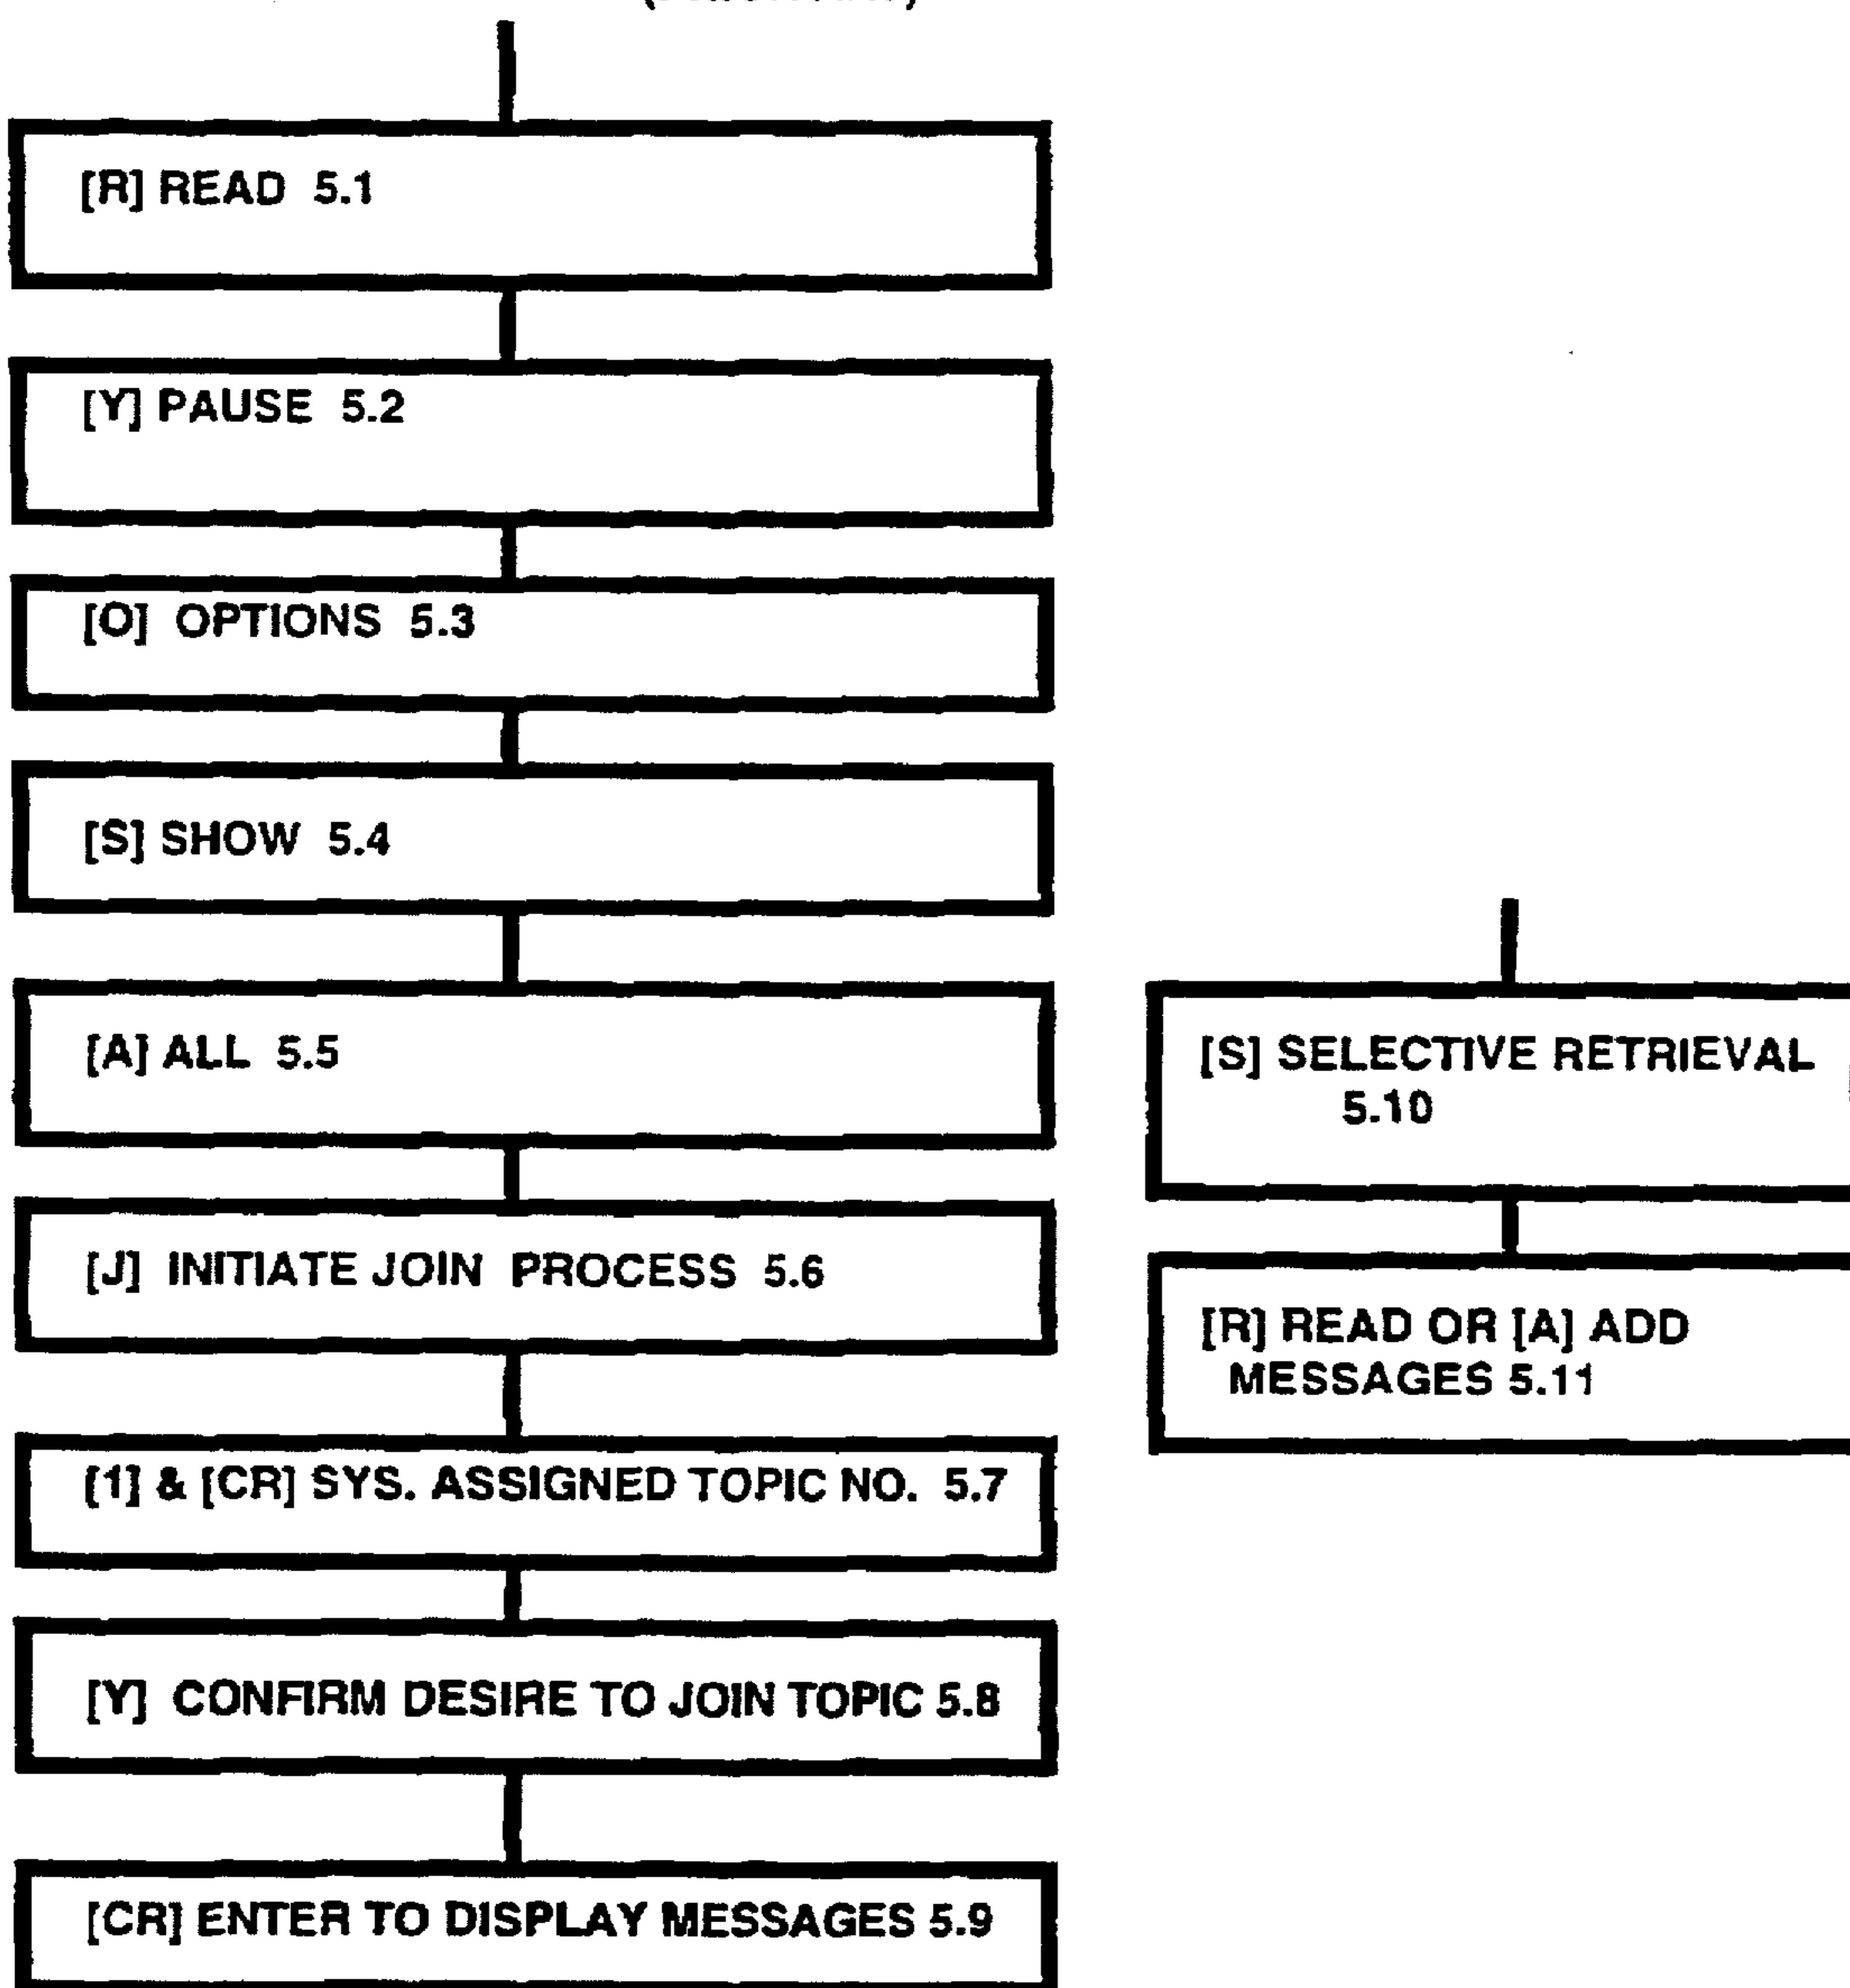 [R] READ 5.1
[Y] PAUSE 5.2
[O] OPTIONS 5.3
[S] SHOW 5.4
[A] ALL 5.5
[J] INITIATE JOIN PROCESS 5.6
[1] & [CR] SYS. ASSIGNED TOPIC NO. 5.7
[Y] CONFIRM DESIRE TO JOIN TOPIC 5.8
[CR] ENTER TO DISPLAY MESSAGES 5.9
[S] SELECTIVE RETRIEVAL
5.10
[R] READ OR [A] ADD
MESSAGES 5.11